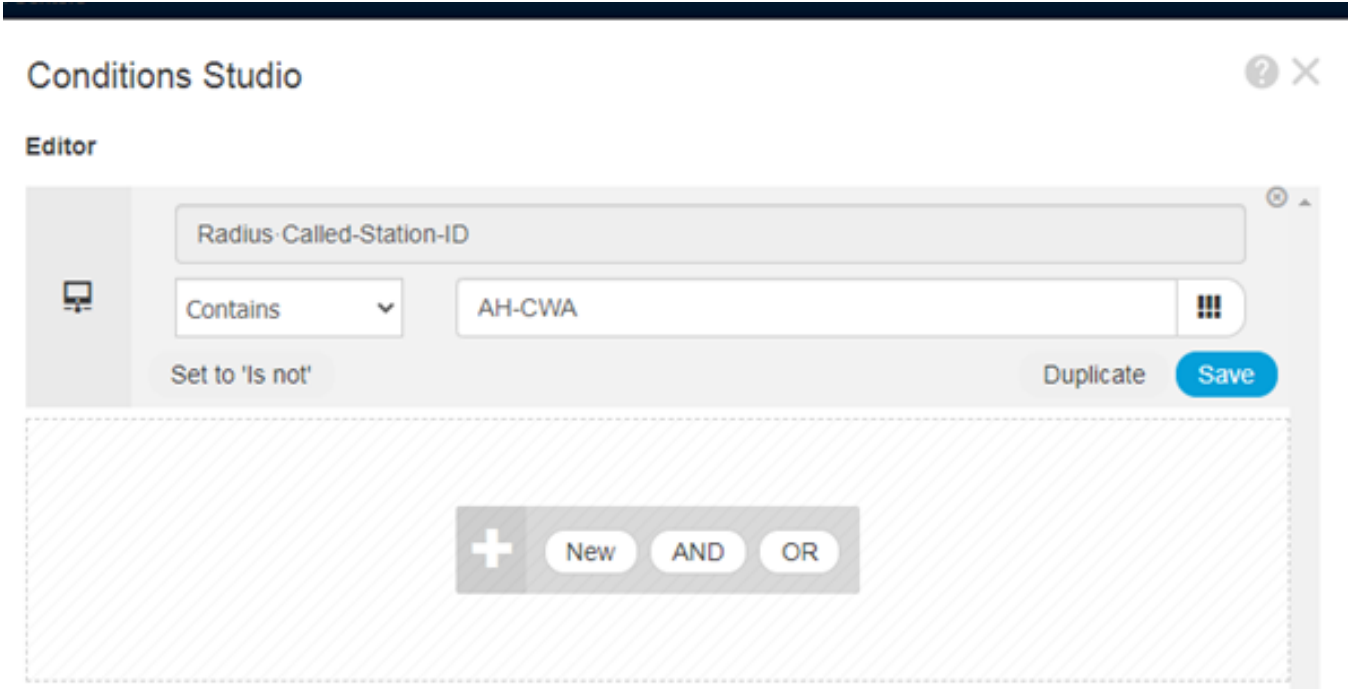 Conditions Studio
Editor
Radius·Called-Station-ID
Contains
AH-CWA
Set to 'Is not'
Duplicate
Save
New
AND
OR